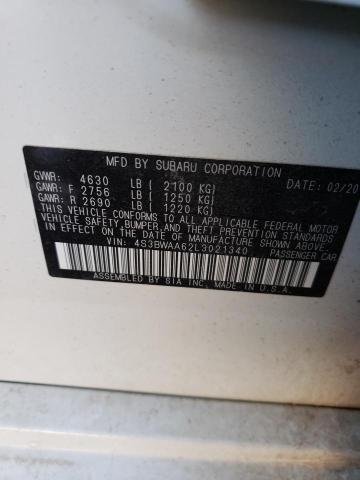 MFD BY SUBARU CORPORATION DATE: 02/20
GVWR: 4630 LB ( 2100 KG)
GAWR: F 2756 LB ( 1250 KG)
GAWR: R 2690 LB ( 1220 KG)
THIS VEHICLE CONFORMS TO ALL APPLICABLE FEDERAL MOTOR
VEHICLE SAFETY, BUMPER, AND THEFT PREVENTION STANDARDS
IN EFFECT ON THE DATE OF MANUFACTURE SHOWN ABOVE.
VIN: 4S3BWAA62L3021340 PASSENGER CAR
ASSEMBLED BY SIA INC. MADE IN U.S.A.